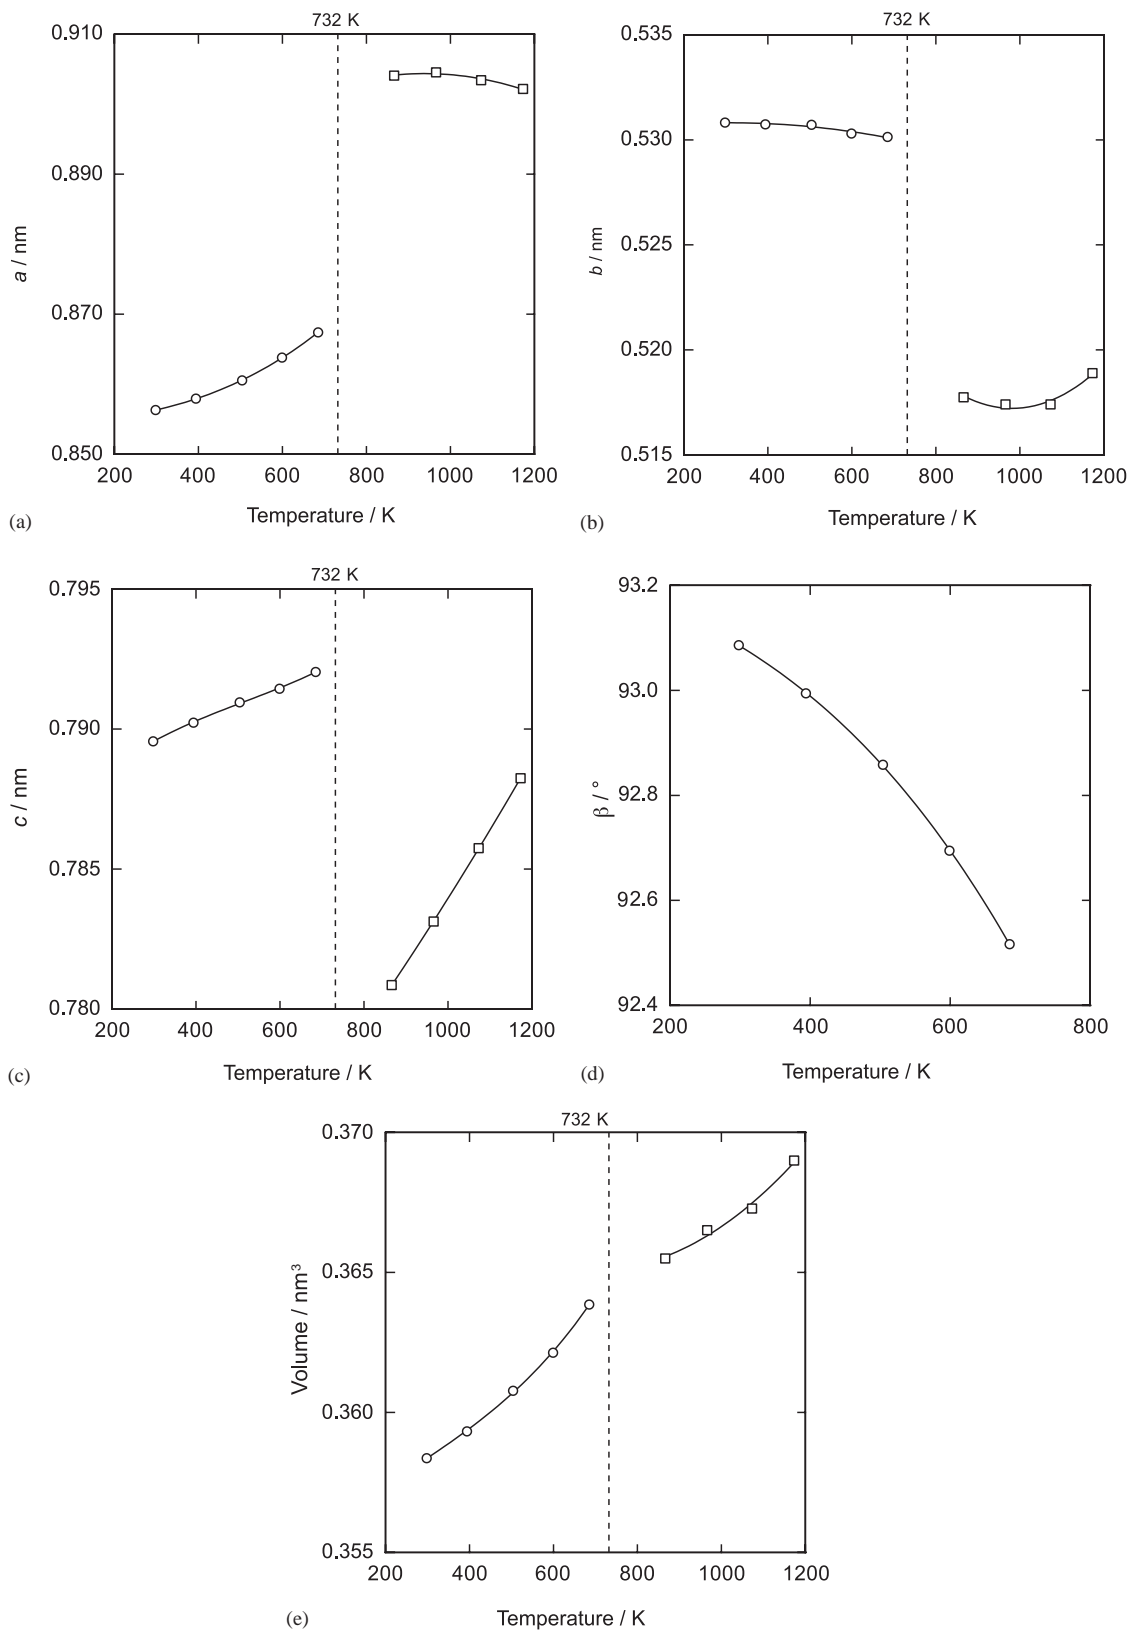 732 K
0.910
0.890
0.870
0.850
a / nm
200 400 600 800 1000 1200
Temperature / K
(a)
732 K
0.535
0.530
0.525
0.520
0.515
b / nm
200 400 600 800 1000 1200
Temperature / K
(b)
732 K
0.795
0.790
0.785
0.780
c / nm
200 400 600 800 1000 1200
Temperature / K
(c)
93.2
93.0
92.8
92.6
92.4
β / °
200 400 600 800
Temperature / K
(d)
732 K
0.370
0.365
0.360
0.355
Volume / nm³
200 400 600 800 1000 1200
Temperature / K
(e)